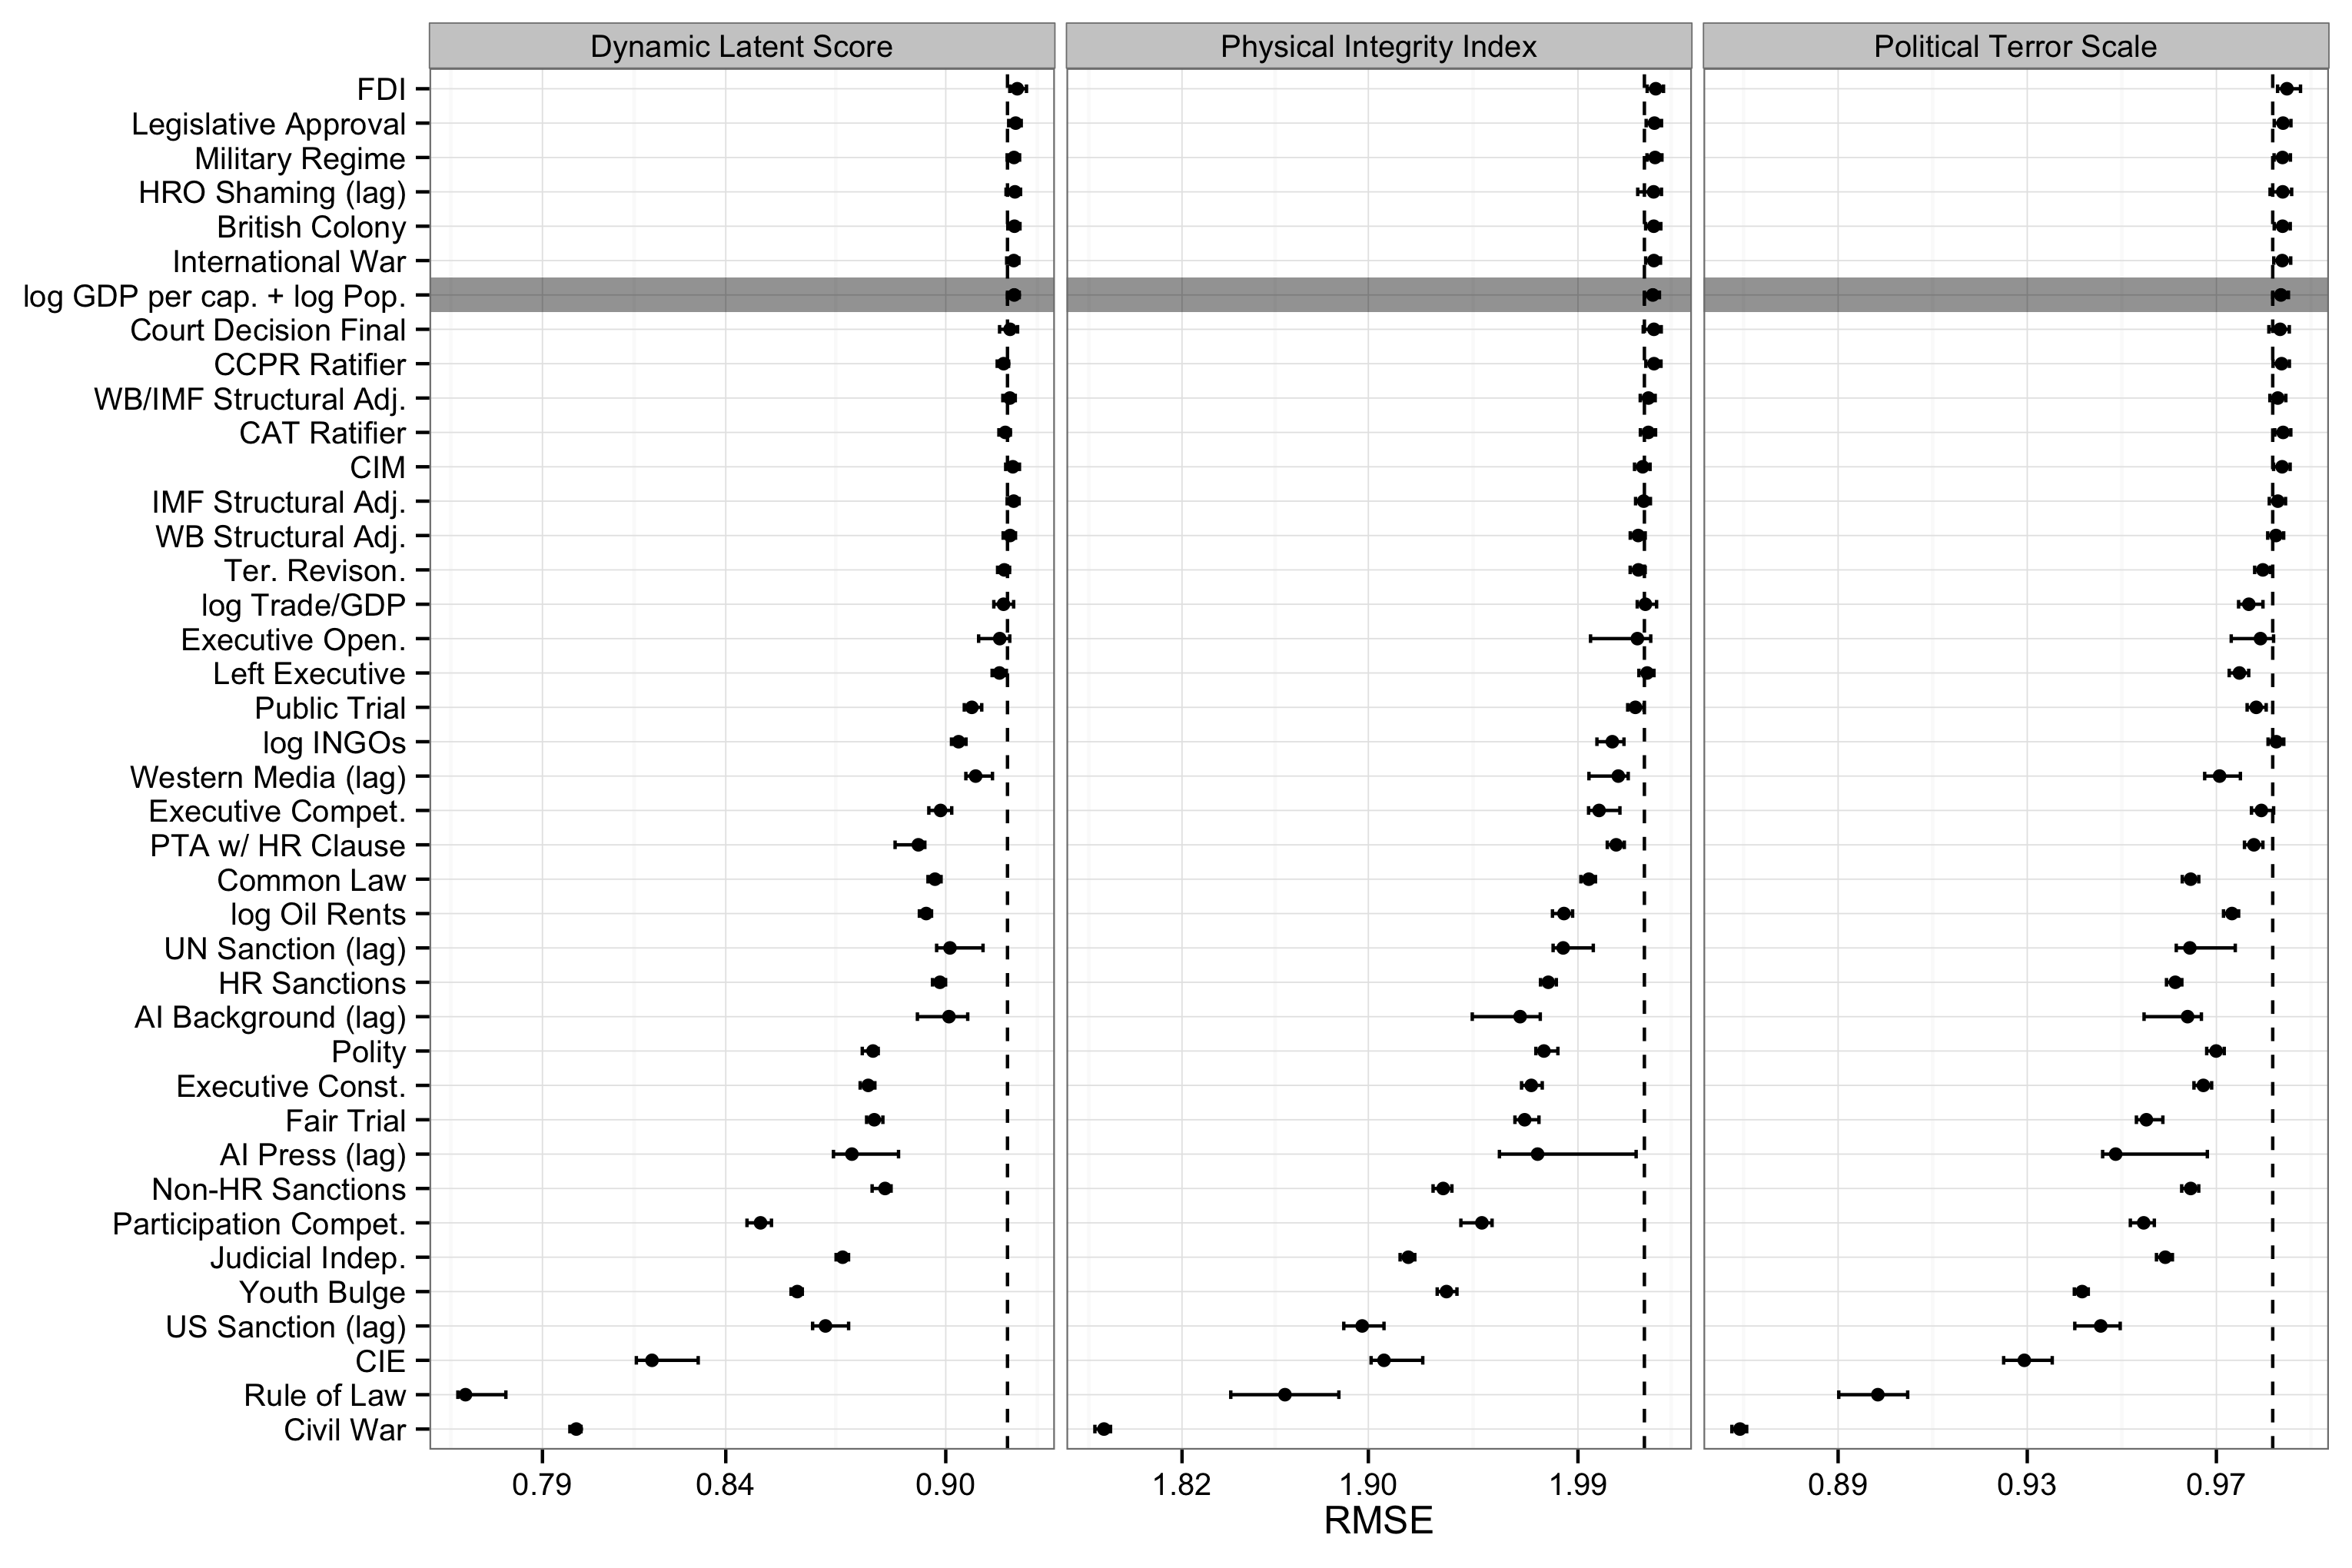 Dynamic Latent Score
Physical Integrity Index
Political Terror Scale
FDI
Legislative Approval
Military Regime
HRO Shaming (lag)
British Colony
International War
log GDP per cap. + log Pop.
Court Decision Final
CCPR Ratifier
WB/IMF Structural Adj.
CAT Ratifier
CIM
IMF Structural Adj.
WB Structural Adj.
Ter. Revison.
log Trade/GDP
Executive Open.
Left Executive
Public Trial
log INGOs
Western Media (lag)
Executive Compet.
PTA w/ HR Clause
Common Law
log Oil Rents
UN Sanction (lag)
HR Sanctions
AI Background (lag)
Polity
Executive Const.
Fair Trial
AI Press (lag)
Non-HR Sanctions
Participation Compet.
Judicial Indep.
Youth Bulge
US Sanction (lag)
CIE
Rule of Law
Civil War
0.79 0.84 0.90
1.82 1.90 1.99
0.89 0.93 0.97
RMSE